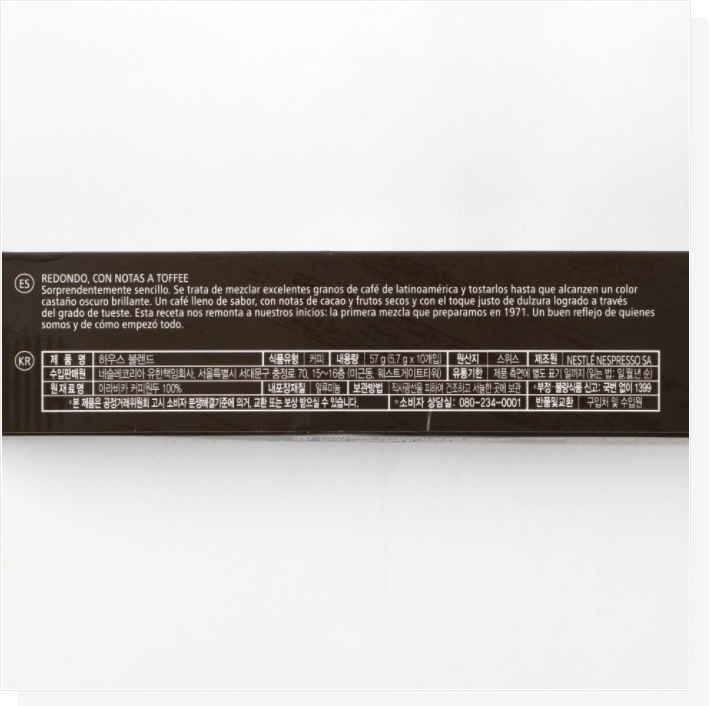 ES
REDONDO, CON NOTAS A TOFFEE
Sorprendentemente sencillo. Se trata de mezclar excelentes granos de café de latinoamérica y tostarlos hasta que alcanzen un color
castaño oscuro brillante. Un café lleno de sabor, con notas de cacao y frutos secos y con el toque justo de dulzura logrado a través
del grado de tueste. Esta receta nos remonta a nuestros inicios: la primera mezcla que preparamos en 1971. Un buen reflejo de quienes
somos y de cómo empezó todo.
KR
제 품 명 하우스 블렌드 식품유형 커피 내용량 57 g (5.7 g x 10개입) 원산지 스위스 제조원 NESTLÉ NESPRESSO SA
수입판매원 네슬레코리아 유한책임회사, 서울특별시 서대문구 충정로 70, 15~16층 (미근동, 웨스트게이트타워) 유통기한 제품 측면에 별도 표기 일까지 (읽는 법: 일.월.년 순)
원 재 료 명 아라비카 커피원두 100% 내포장재질 알루미늄 보관방법 직사광선을 피하여 건조하고 서늘한 곳에 보관 *부정·불량식품 신고: 국번 없이 1399
*본 제품은 공정거래위원회 고시 소비자 분쟁해결기준에 의거, 교환 또는 보상 받으실 수 있습니다. *소비자 상담실: 080-234-0001 반품및교환 구입처 및 수입원